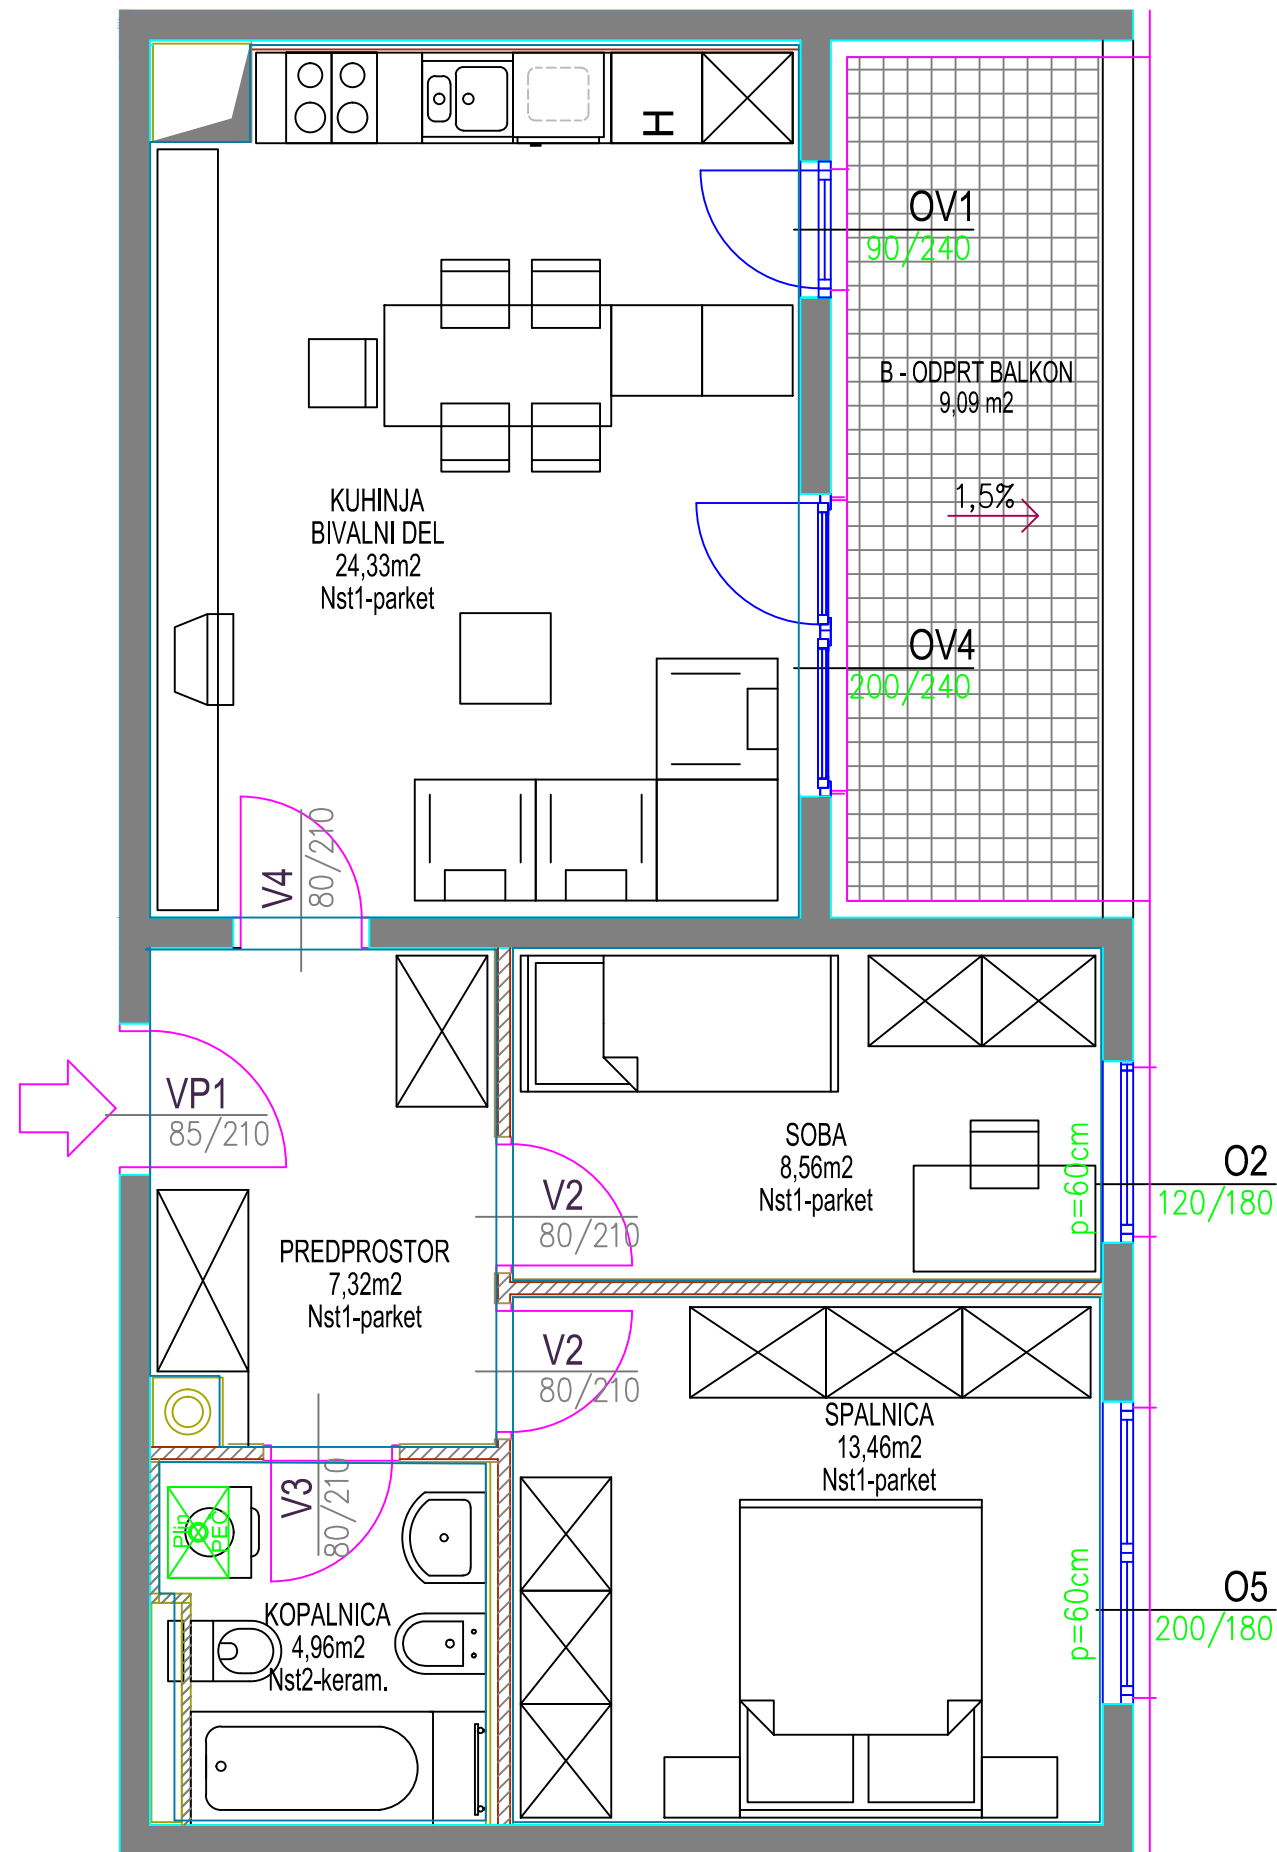 H
OV1
90/240
B - ODPRT BALKON
9,09 m2
1,5%
KUHINJA
BIVALNI DEL
24,33m2
Nst1-parket
OV4
200/240
V4
80/210
VP1
85/210
SOBA
8,56m2
Nst1-parket
p=60cm
O2
120/180
V2
80/210
PREDPROSTOR
7,32m2
Nst1-parket
V2
80/210
SPALNICA
13,46m2
Nst1-parket
V3
80/210
Plin
PEČ
p=60cm
O5
200/180
KOPALNICA
4,96m2
Nst2-keram.